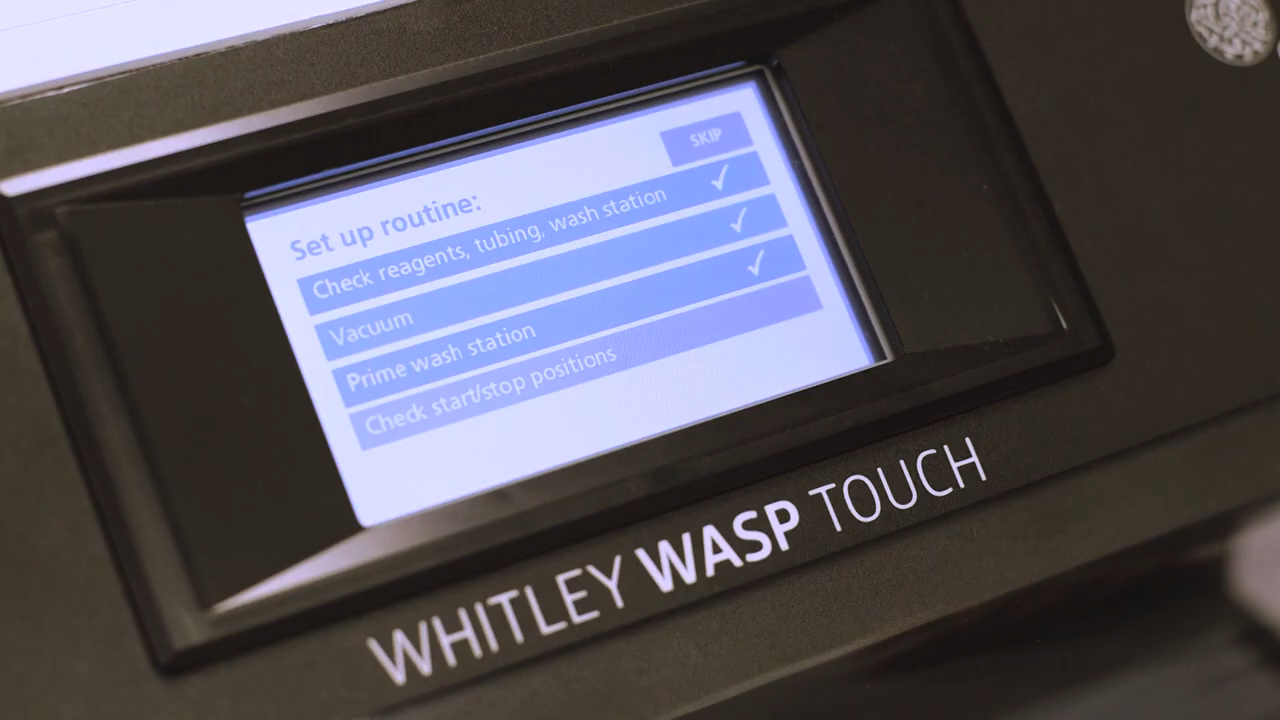 SKIP
Set up routine:
Check reagents, tubing, wash station
Vacuum
Prime wash station
Check start/stop positions
WHITLEY WASP TOUCH